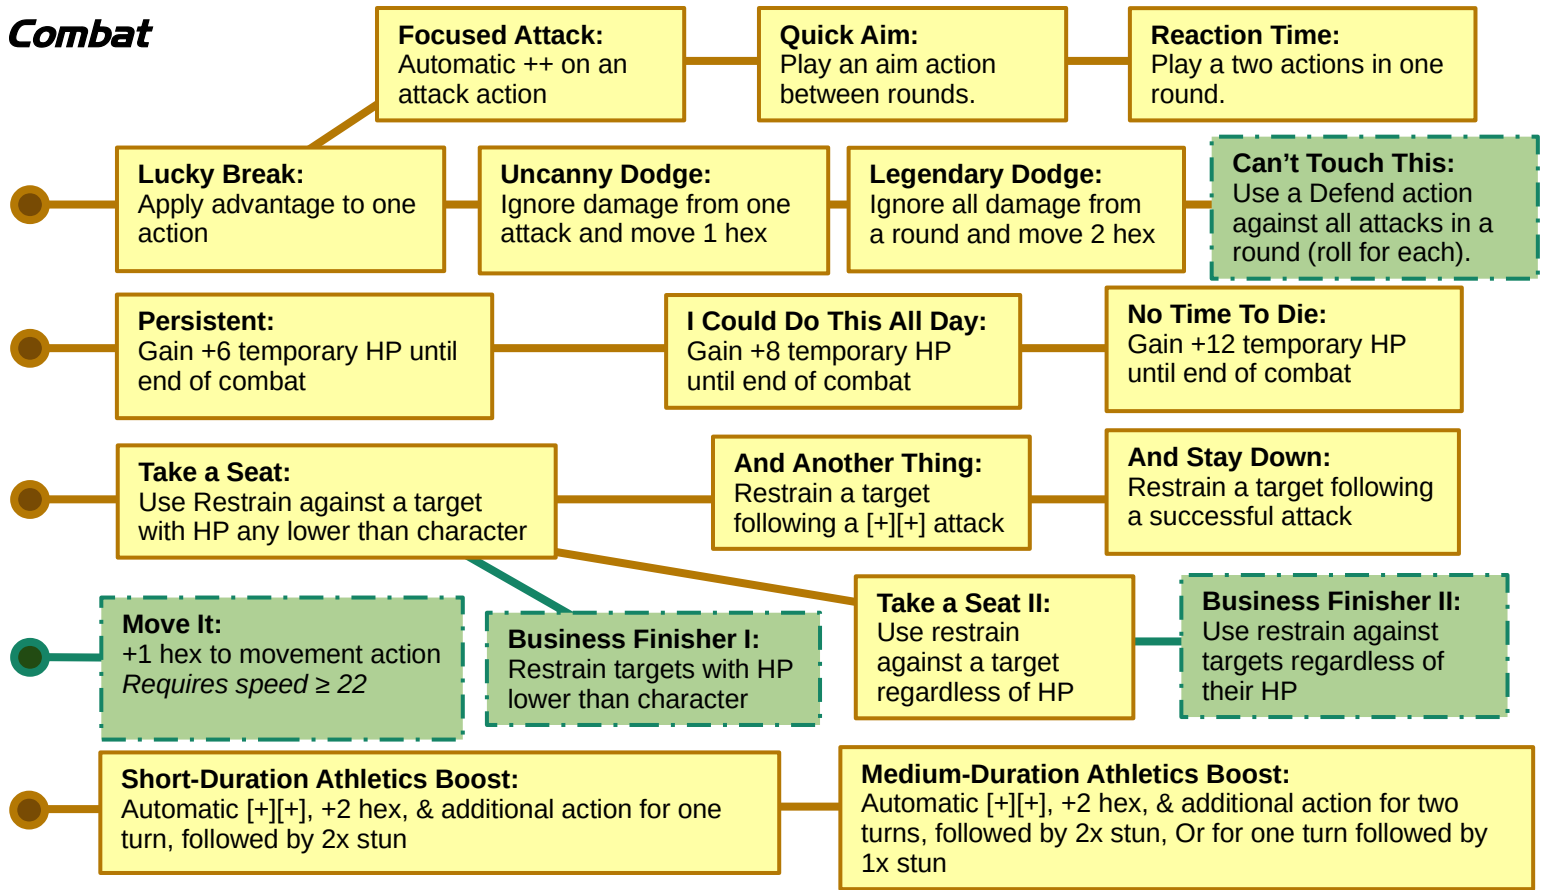 Combat
Focused Attack:
Automatic ++ on an
attack action
Quick Aim:
Play an aim action
between rounds.
Reaction Time:
Play a two actions in one
round.
Lucky Break:
Apply advantage to one
action
Uncanny Dodge:
Ignore damage from one
attack and move 1 hex
Legendary Dodge:
Ignore all damage from
a round and move 2 hex
Can’t Touch This:
Use a Defend action
against all attacks in a
round (roll for each).
Persistent:
Gain +6 temporary HP until
end of combat
I Could Do This All Day:
Gain +8 temporary HP
until end of combat
No Time To Die:
Gain +12 temporary HP
until end of combat
Take a Seat:
Use Restrain against a target
with HP any lower than character
And Another Thing:
Restrain a target
following a [+][+] attack
And Stay Down:
Restrain a target following
a successful attack
Move It:
+1 hex to movement action
Requires speed ≥ 22
Business Finisher I:
Restrain targets with HP
lower than character
Take a Seat II:
Use restrain
against a target
regardless of HP
Business Finisher II:
Use restrain against
targets regardless of
their HP
Short-Duration Athletics Boost:
Automatic [+][+], +2 hex, & additional action for one
turn, followed by 2x stun
Medium-Duration Athletics Boost:
Automatic [+][+], +2 hex, & additional action for two
turns, followed by 2x stun, Or for one turn followed by
1x stun